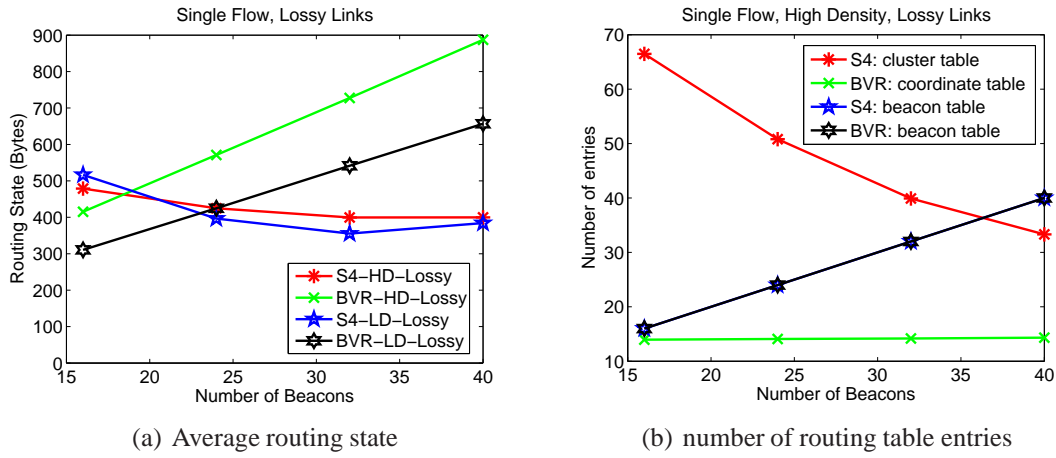 Single Flow, Lossy Links
900
800
700
600
500
400
300
200
100
0
Routing State (Bytes)
S4−HD−Lossy
BVR−HD−Lossy
S4−LD−Lossy
BVR−LD−Lossy
15 20 25 30 35 40
Number of Beacons
(a) Average routing state
Single Flow, High Density, Lossy Links
70
60
50
40
30
20
10
Number of entries
S4: cluster table
BVR: coordinate table
S4: beacon table
BVR: beacon table
15 20 25 30 35 40
Number of Beacons
(b) number of routing table entries